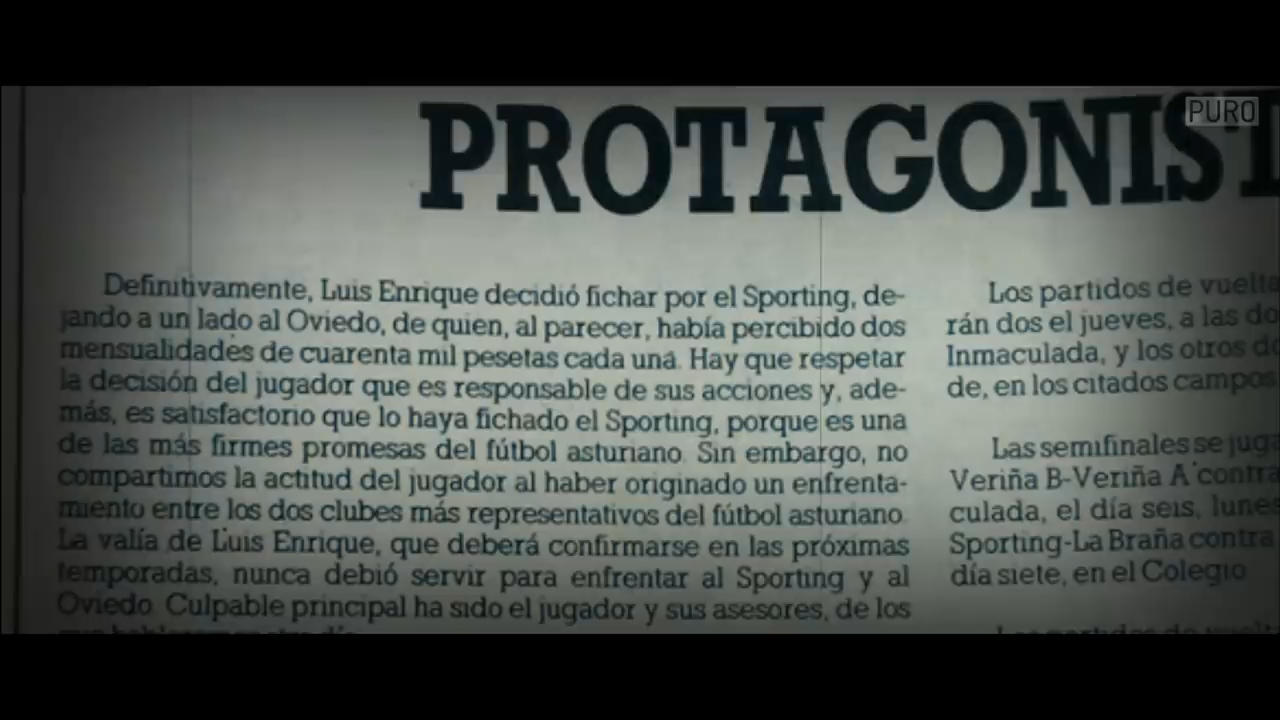 PURO
PROTAGONIST
Definitivamente, Luis Enrique decidió fichar por el Sporting, de-
jando a un lado al Oviedo, de quien, al parecer, había percibido dos
mensualidades de cuarenta mil pesetas cada una. Hay que respetar
la decisión del jugador que es responsable de sus acciones y, ade-
más, es satisfactorio que lo haya fichado el Sporting, porque es una
de las más firmes promesas del fútbol asturiano. Sin embargo, no
compartimos la actitud del jugador al haber originado un enfrenta-
miento entre los dos clubes más representativos del fútbol asturiano.
La valía de Luis Enrique, que deberá confirmarse en las próximas
temporadas, nunca debió servir para enfrentar al Sporting y al
Oviedo. Culpable principal ha sido el jugador y sus asesores, de los
Los partidos de vuelta
rán dos el jueves, a las do
Inmaculada, y los otros do
de, en los citados campos
Las semifinales se juga
Veriña B-Veriña A contra
culada, el día seis, lunes
Sporting-La Braña contra
día siete, en el Colegio